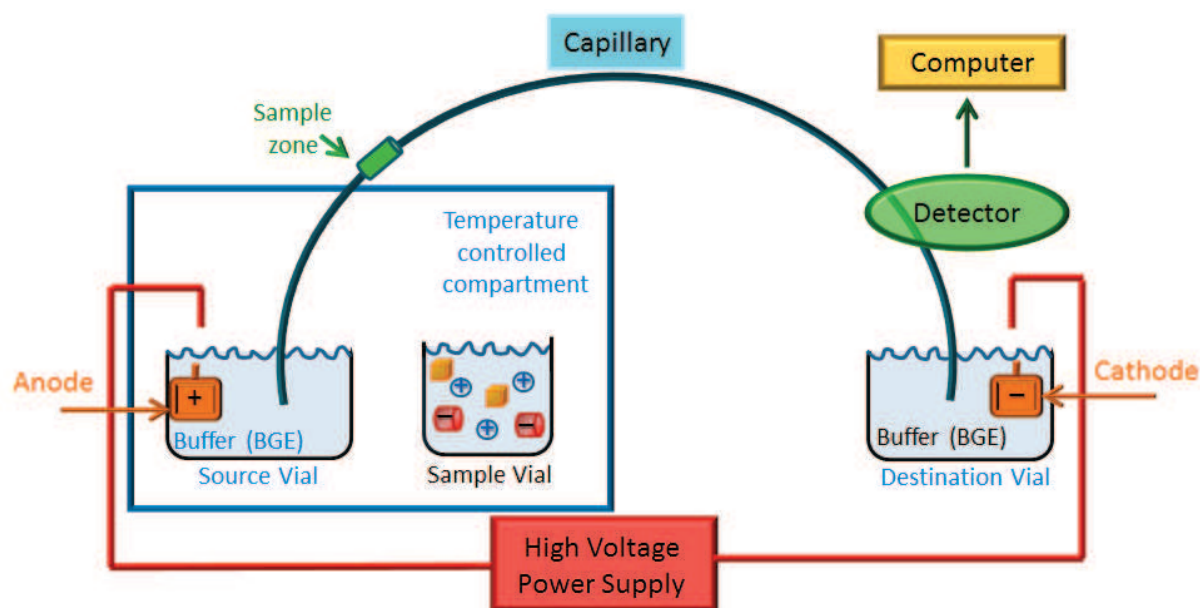 Capillary
Computer
Sample
zone
Detector
Temperature
controlled
compartment
Anode
+
Buffer (BGE)
Source Vial
+
+
−
+
−
Sample Vial
Cathode
−
Buffer (BGE)
Destination Vial
High Voltage
Power Supply